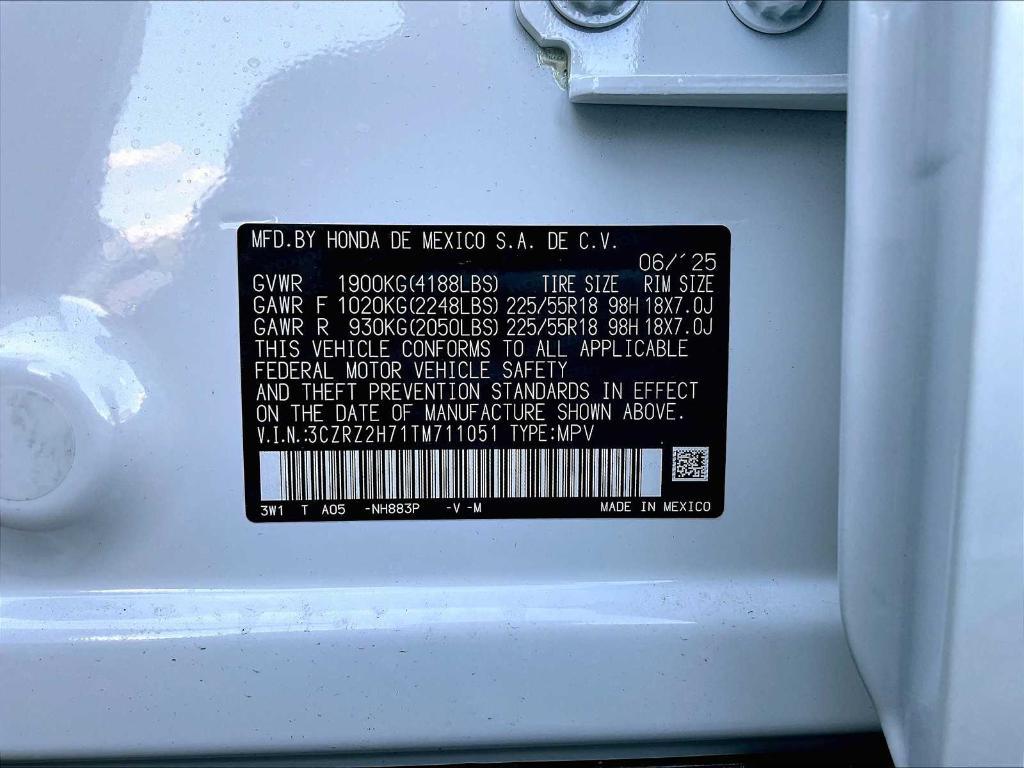 MFD.BY HONDA DE MEXICO S.A. DE C.V.
06/'25
GVWR 1900KG(4188LBS) TIRE SIZE RIM SIZE
GAWR F 1020KG(2248LBS) 225/55R18 98H 18X7.0J
GAWR R 930KG(2050LBS) 225/55R18 98H 18X7.0J
THIS VEHICLE CONFORMS TO ALL APPLICABLE
FEDERAL MOTOR VEHICLE SAFETY
AND THEFT PREVENTION STANDARDS IN EFFECT
ON THE DATE OF MANUFACTURE SHOWN ABOVE.
V.I.N.:3CZRZ2H71TM711051 TYPE:MPV
3W1 T A05 -NH883P -V -M MADE IN MEXICO